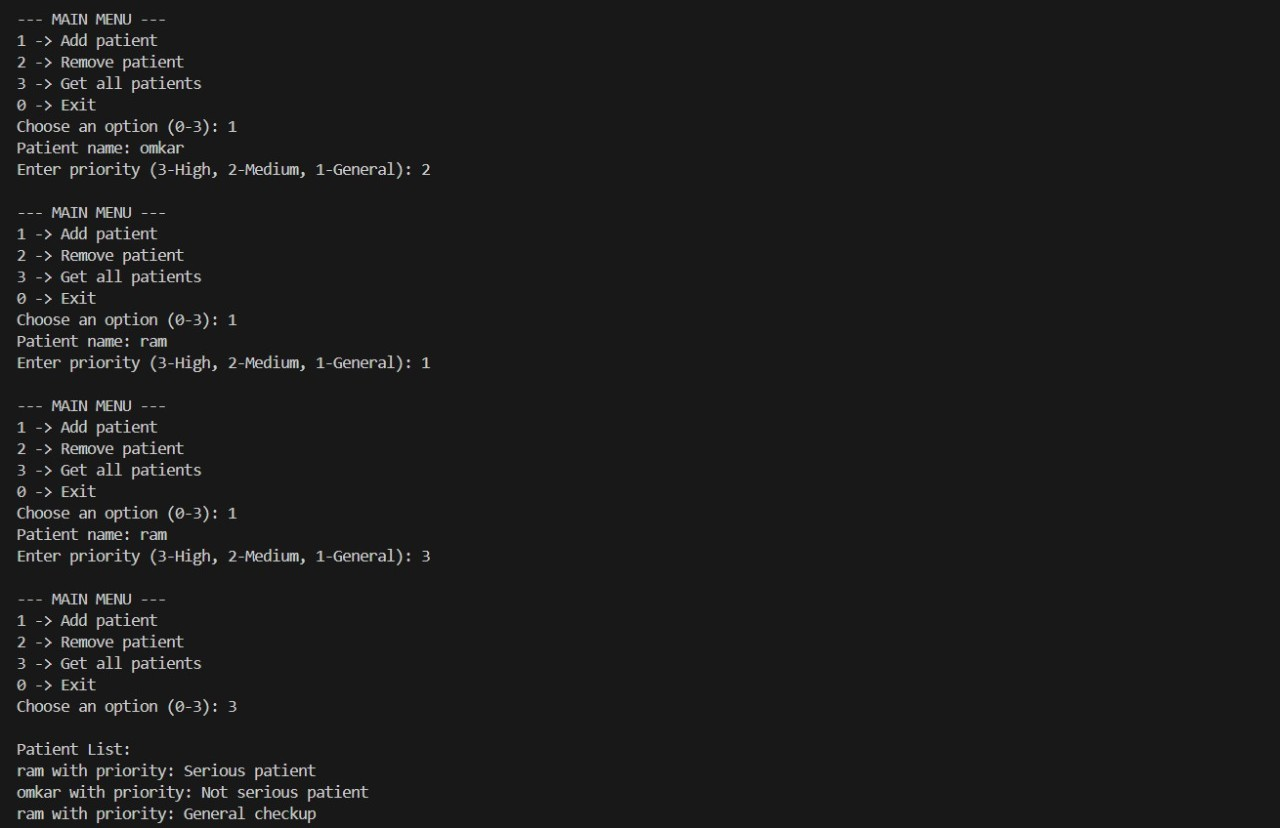 --- MAIN MENU ---
1 -> Add patient
2 -> Remove patient
3 -> Get all patients
0 -> Exit
Choose an option (0-3): 1
Patient name: omkar
Enter priority (3-High, 2-Medium, 1-General): 2
--- MAIN MENU ---
1 -> Add patient
2 -> Remove patient
3 -> Get all patients
0 -> Exit
Choose an option (0-3): 1
Patient name: ram
Enter priority (3-High, 2-Medium, 1-General): 1
--- MAIN MENU ---
1 -> Add patient
2 -> Remove patient
3 -> Get all patients
0 -> Exit
Choose an option (0-3): 1
Patient name: ram
Enter priority (3-High, 2-Medium, 1-General): 3
--- MAIN MENU ---
1 -> Add patient
2 -> Remove patient
3 -> Get all patients
0 -> Exit
Choose an option (0-3): 3
Patient List:
ram with priority: Serious patient
omkar with priority: Not serious patient
ram with priority: General checkup